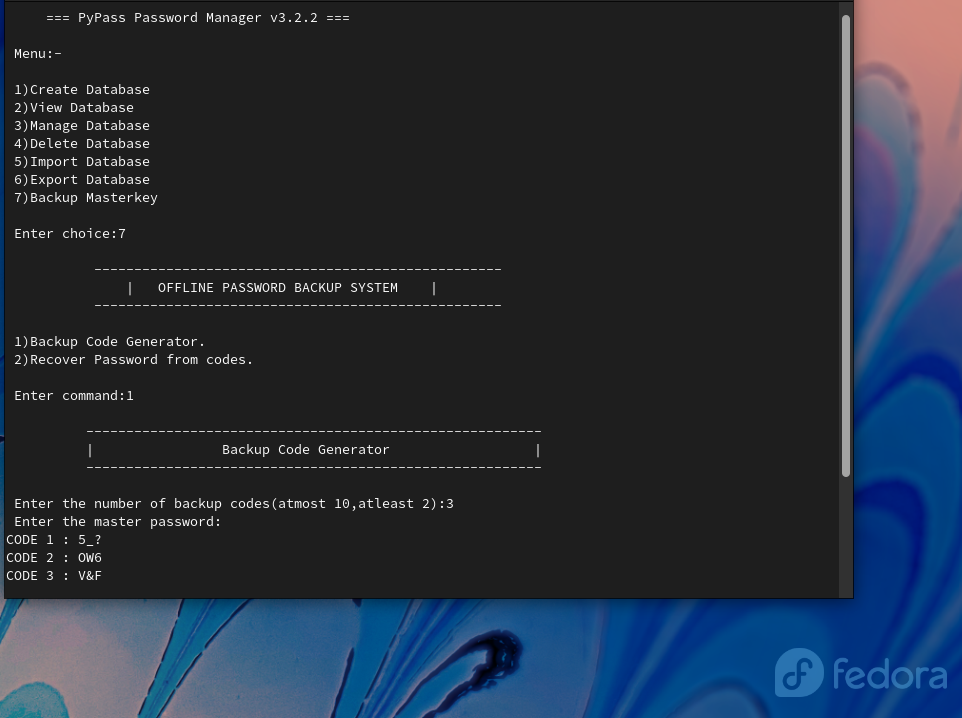 === PyPass Password Manager v3.2.2 ===
Menu:-
1)Create Database
2)View Database
3)Manage Database
4)Delete Database
5)Import Database
6)Export Database
7)Backup Masterkey
Enter choice:7
---------------------------------------------------
|   OFFLINE PASSWORD BACKUP SYSTEM    |
---------------------------------------------------
1)Backup Code Generator.
2)Recover Password from codes.
Enter command:1
---------------------------------------------------------
|                Backup Code Generator                  |
---------------------------------------------------------
Enter the number of backup codes(atmost 10,atleast 2):3
Enter the master password:
CODE 1 : 5_?
CODE 2 : OW6
CODE 3 : V&F
fedora